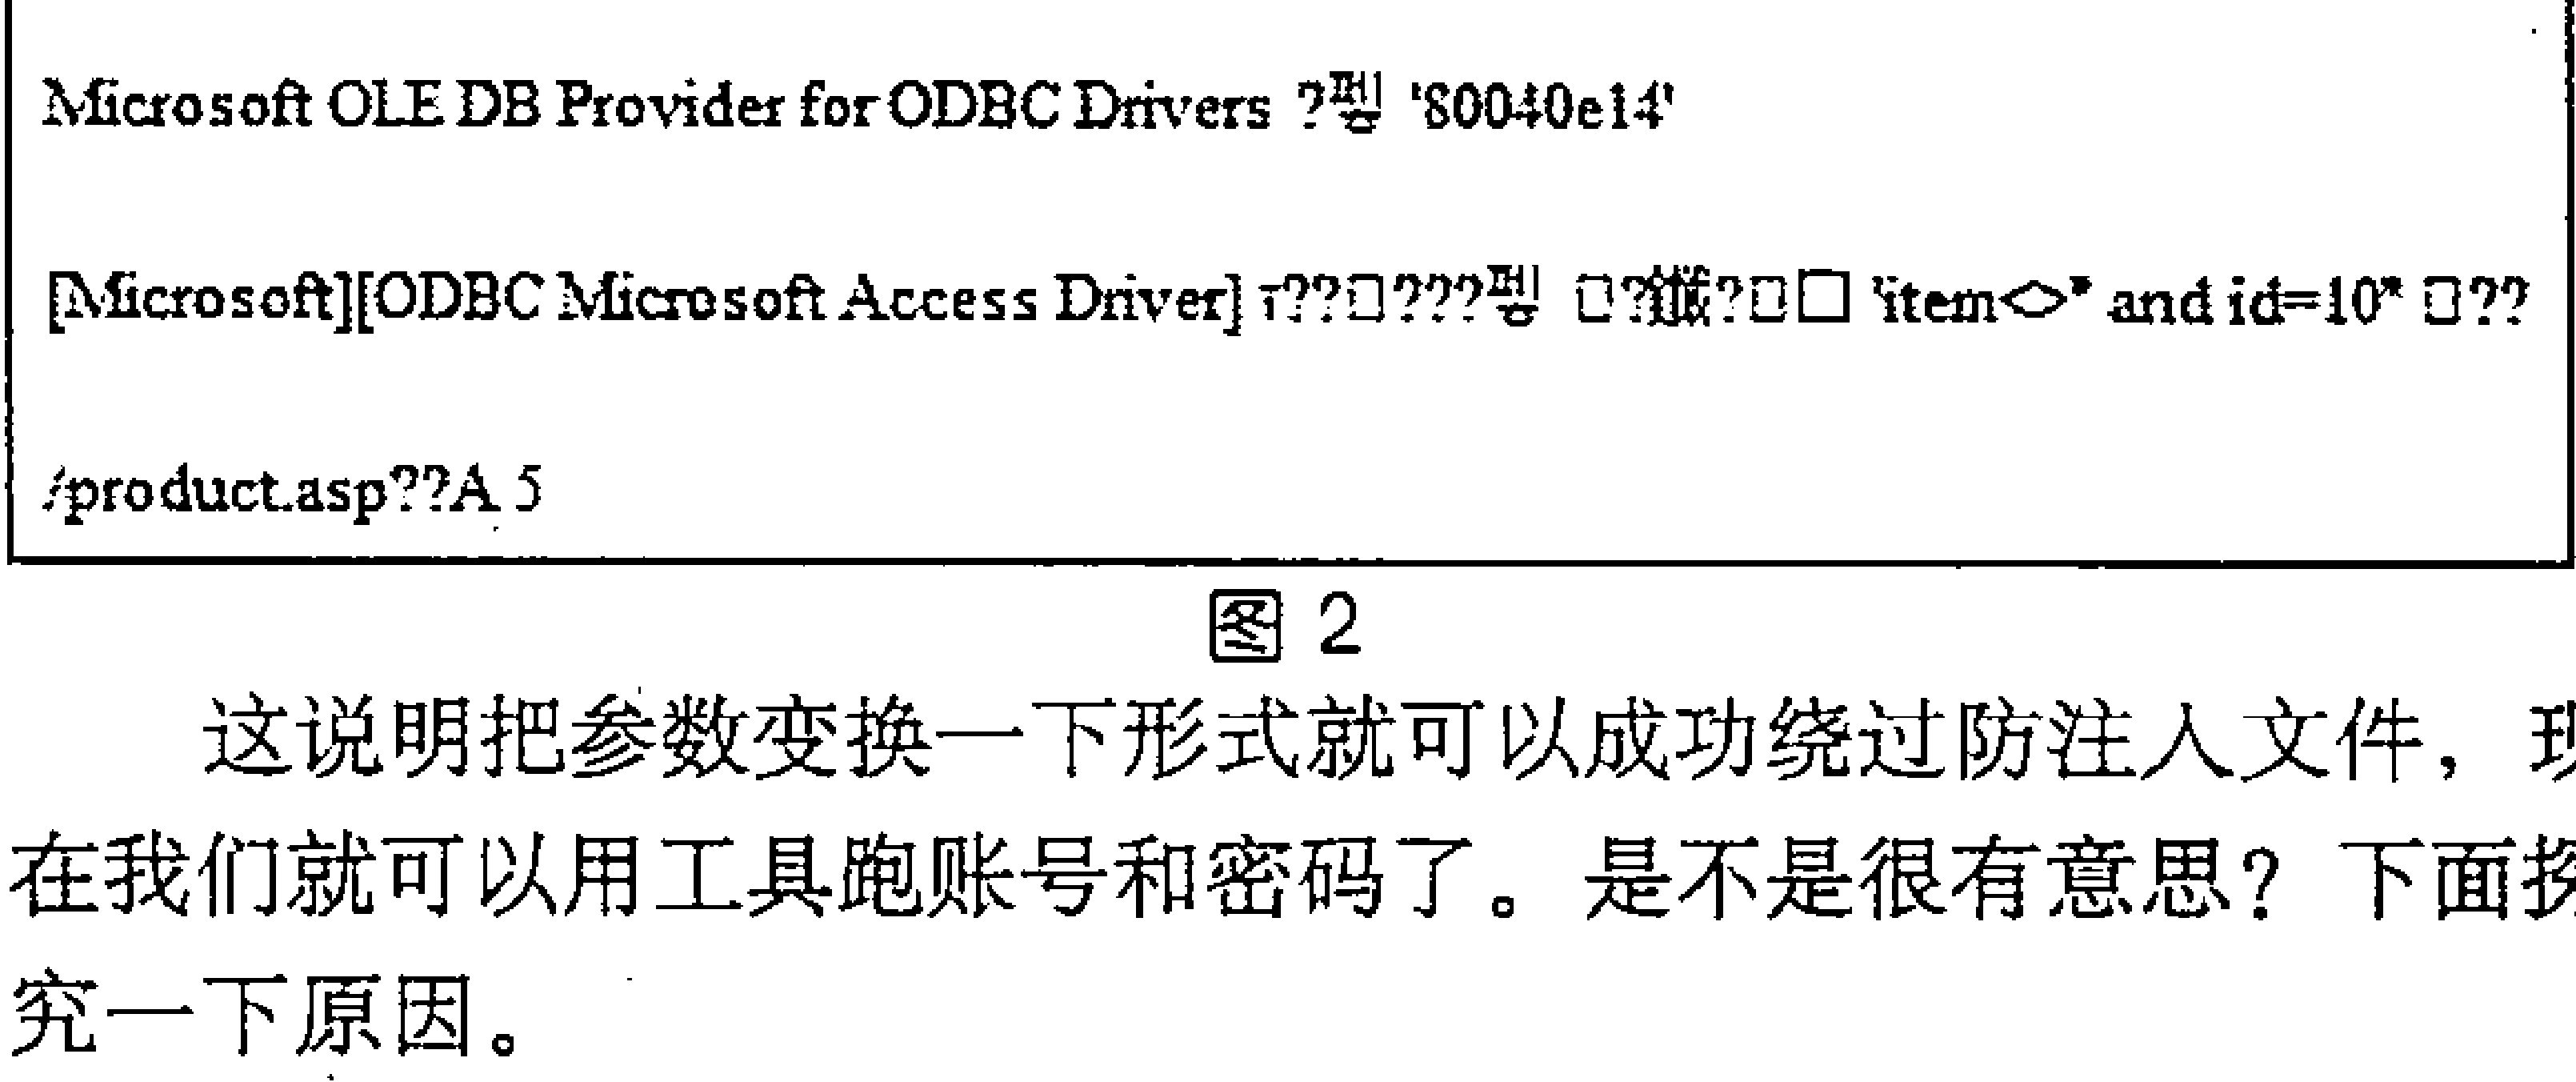 Microsoft OLE DB Provider for ODBC Drivers ?쩡 '80040e14'
[Microsoft][ODBC Microsoft Access Driver] ???????? 'item<>'' and id=10'' ??
/product.asp??A 5
图 2
这说明把参数变换一下形式就可以成功绕过防注人文件，现
在我们就可以用工具跑账号和密码了。是不是很有意思？下面探
究一下原因。